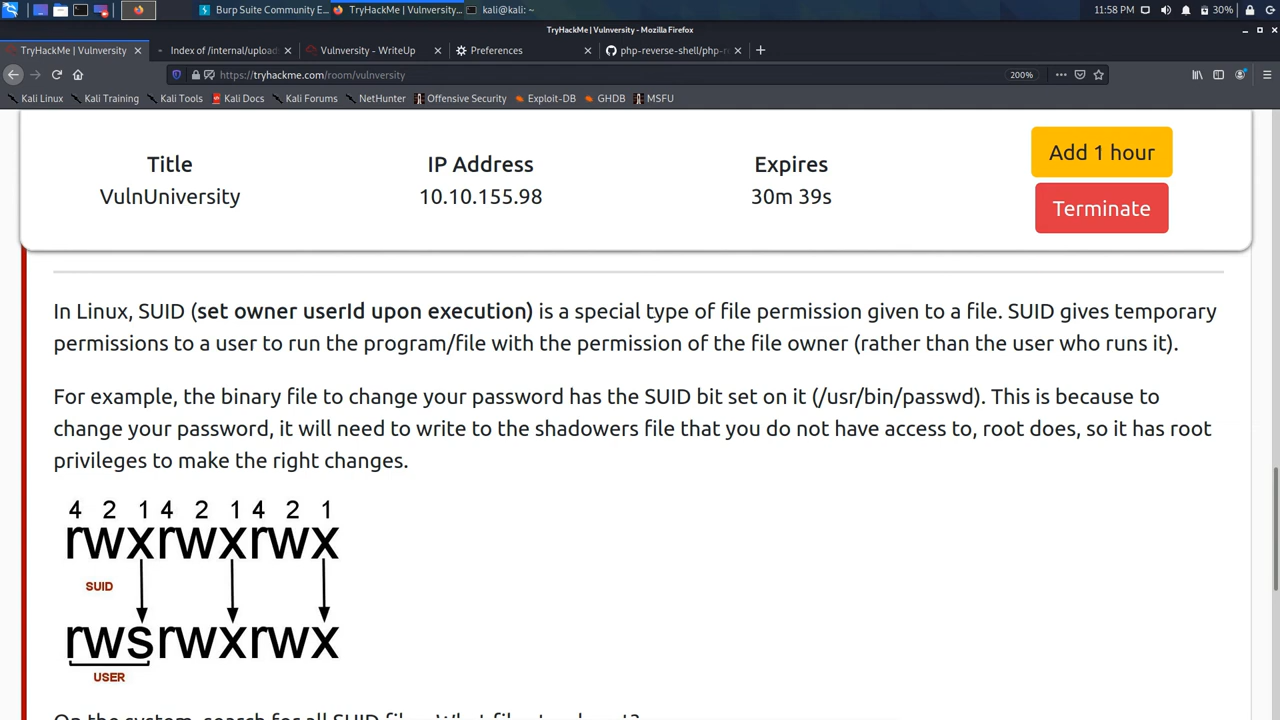 Burp Suite Community E...
TryHackMe | Vulnversity...
kali@kali: ~
11:58 PM
30%
TryHackMe | Vulnversity - Mozilla Firefox
TryHackMe | Vulnversity
Index of /internal/upload
Vulnversity - WriteUp
Preferences
php-reverse-shell/php-r
https://tryhackme.com/room/vulnversity
200%
Kali Linux
Kali Training
Kali Tools
Kali Docs
Kali Forums
NetHunter
Offensive Security
Exploit-DB
GHDB
MSFU
Title
IP Address
Expires
Add 1 hour
VulnUniversity
10.10.155.98
30m 39s
Terminate
In Linux, SUID (set owner userId upon execution) is a special type of file permission given to a file. SUID gives temporary
permissions to a user to run the program/file with the permission of the file owner (rather than the user who runs it).
For example, the binary file to change your password has the SUID bit set on it (/usr/bin/passwd). This is because to
change your password, it will need to write to the shadowers file that you do not have access to, root does, so it has root
privileges to make the right changes.
4 2 1 4 2 1 4 2 1
rwxrwxrwx
SUID
rwsrwxrwx
USER